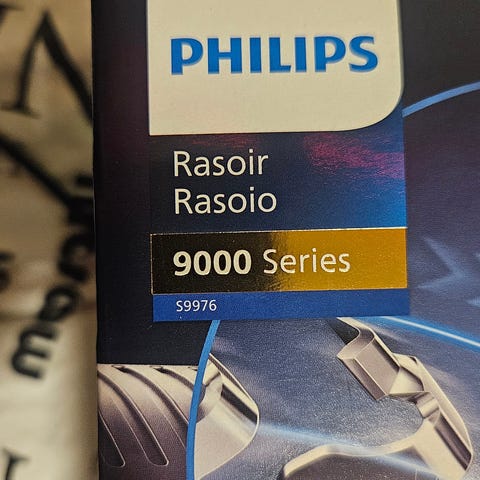 PHILIPS
Rasoir
Rasoio
9000 Series
S9976